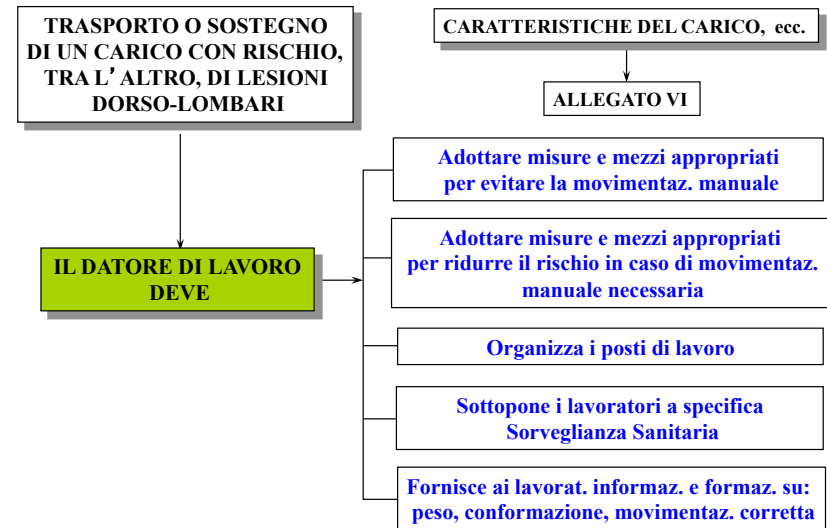 TRASPORTO O SOSTEGNO
DI UN CARICO CON RISCHIO,
TRA L’ ALTRO, DI LESIONI
DORSO-LOMBARI
CARATTERISTICHE DEL CARICO, ecc.
ALLEGATO VI
IL DATORE DI LAVORO
DEVE
Adottare misure e mezzi appropriati
per evitare la movimentaz. manuale
Adottare misure e mezzi appropriati
per ridurre il rischio in caso di movimentaz.
manuale necessaria
Organizza i posti di lavoro
Sottopone i lavoratori a specifica
Sorveglianza Sanitaria
Fornisce ai lavorat. informaz. e formaz. su:
peso, conformazione, movimentaz. corretta